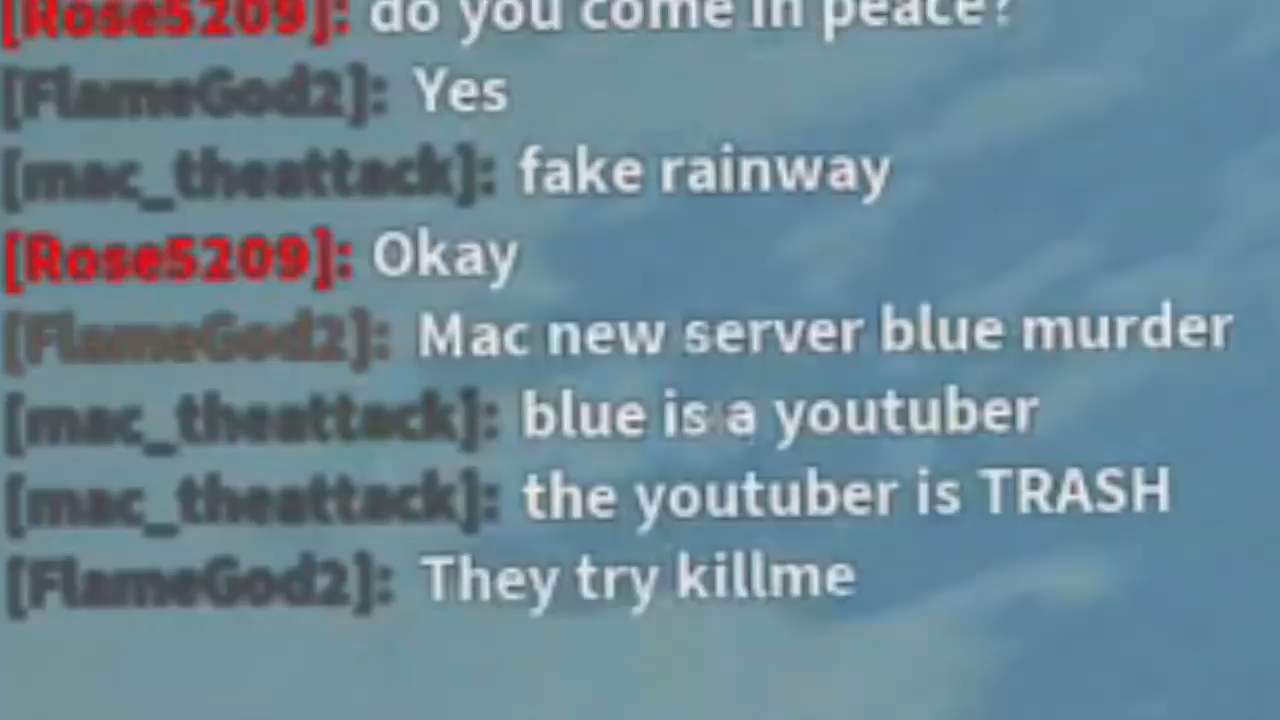 [Rose5209]: do you come in peace?
[FlameGod2]: Yes
[mac_theattack]: fake rainway
[Rose5209]: Okay
[FlameGod2]: Mac new server blue murder
[mac_theattack]: blue is a youtuber
[mac_theattack]: the youtuber is TRASH
[FlameGod2]: They try killme